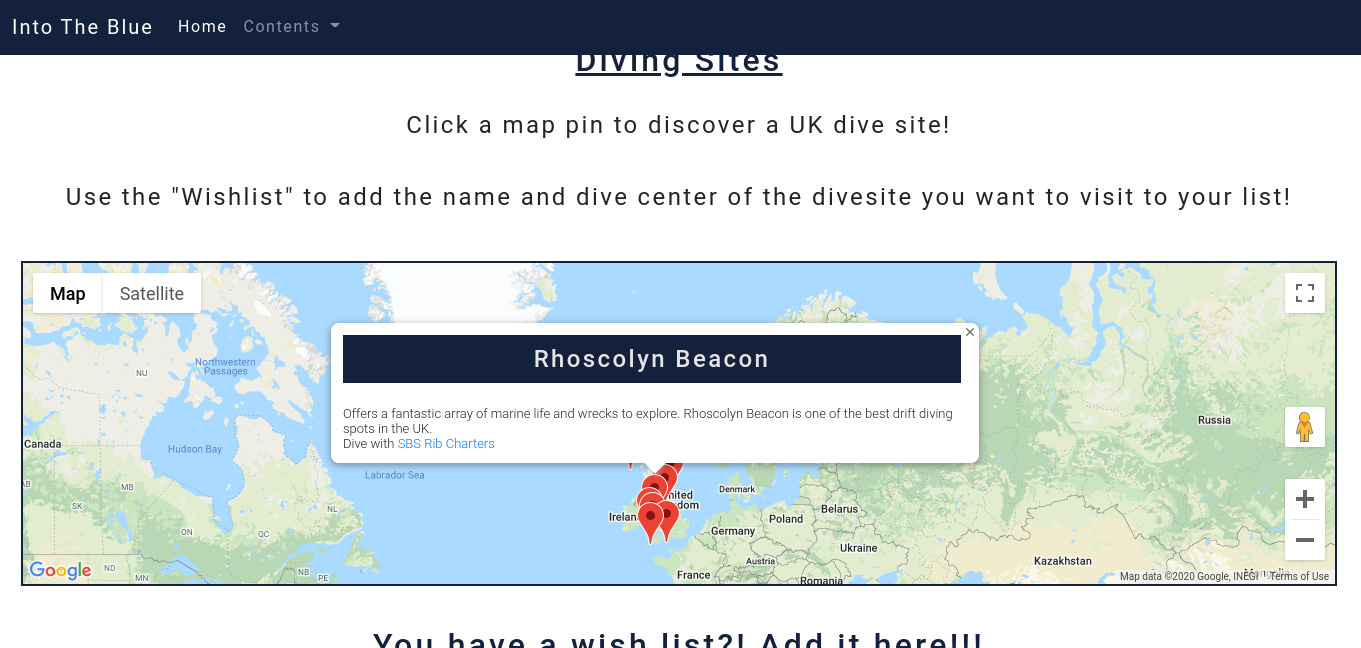 Into The Blue Home Contents
Diving Sites
Click a map pin to discover a UK dive site!
Use the "Wishlist" to add the name and dive center of the divesite you want to visit to your list!
Map Satellite
Rhoscolyn Beacon
Offers a fantastic array of marine life and wrecks to explore. Rhoscolyn Beacon is one of the best drift diving
spots in the UK.
Dive with SBS Rib Charters
Northwestern
Passages
NU
Russia
Canada
Hudson Bay
Labrador Sea
AB
MB
SK
NL
ON
QC
Denmark
Belarus
Poland
Germany
Ukraine
Austria
Kazakhstan
France
Romania
ND
MN
NB
PE
Google
Map data ©2020 Google, INEGI
Terms of Use
You have a wish list?! Add it here!!!